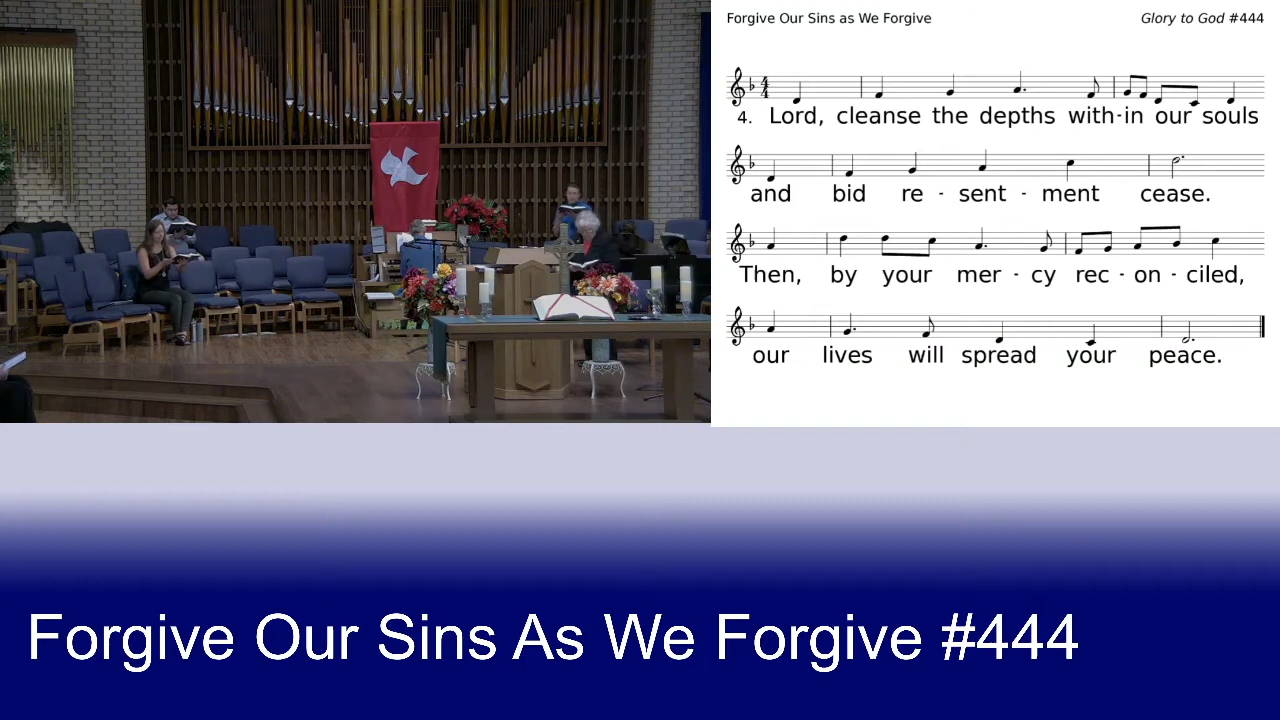 Forgive Our Sins as We Forgive
Glory to God #444
4. Lord, cleanse the depths with-in our souls
and bid re - sent - ment cease.
Then, by your mer - cy rec - on - ciled,
our lives will spread your peace.
Forgive Our Sins As We Forgive #444